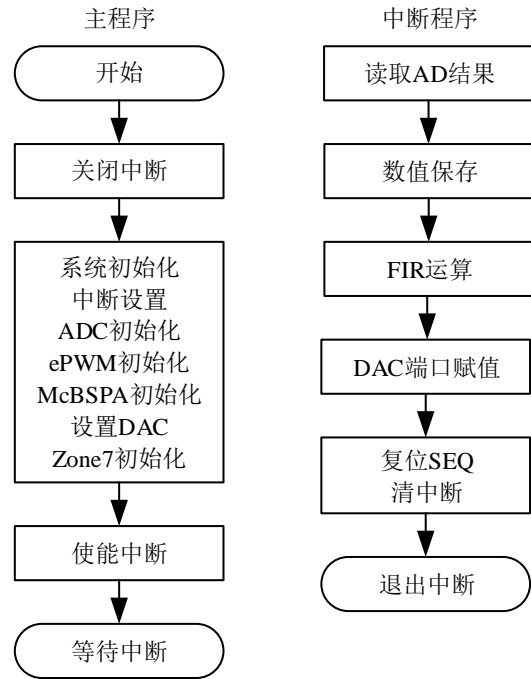 主程序
开始
关闭中断
系统初始化
中断设置
ADC初始化
ePWM初始化
McBSPA初始化
设置DAC
Zone7初始化
使能中断
等待中断
中断程序
读取AD结果
数值保存
FIR运算
DAC端口赋值
复位SEQ
清中断
退出中断